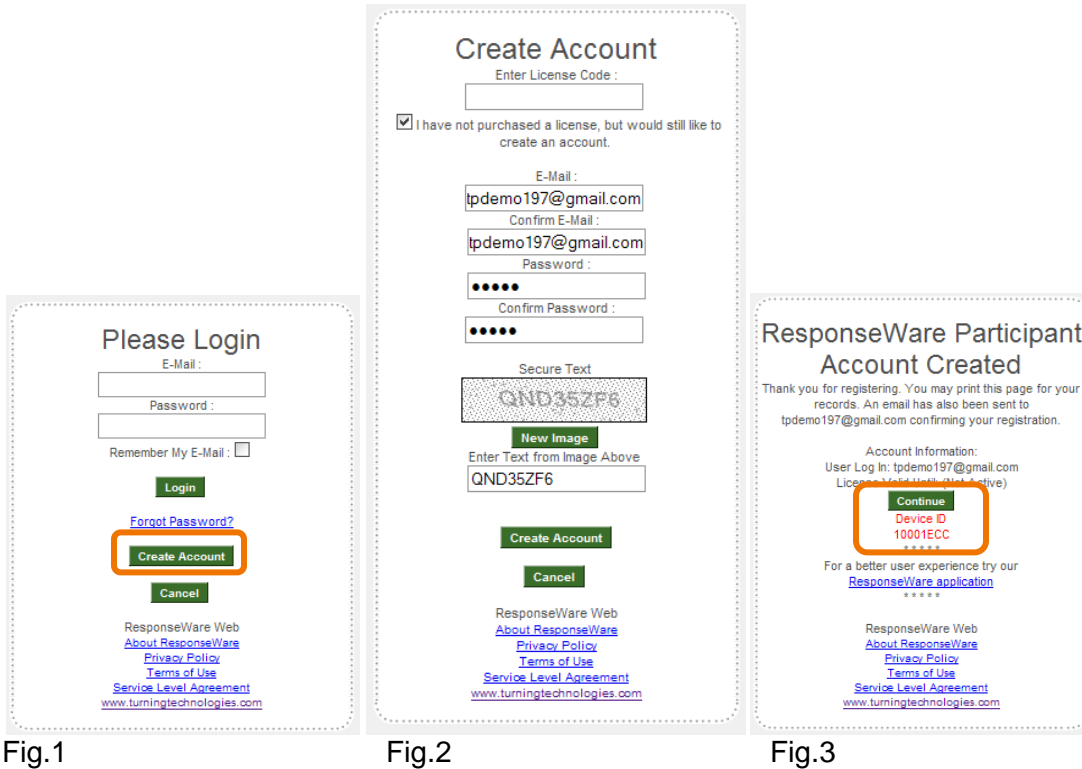 Please Login
E-Mail :
Password :
Remember My E-Mail :
Login
Forgot Password?
Create Account
Cancel
ResponseWare Web
About ResponseWare
Privacy Policy
Terms of Use
Service Level Agreement
www.turningtechnologies.com
Fig.1
Create Account
Enter License Code :
I have not purchased a license, but would still like to
create an account.
E-Mail :
tpdemo197@gmail.com
Confirm E-Mail :
tpdemo197@gmail.com
Password :
●●●●●
Confirm Password :
●●●●●
Secure Text
QND35ZF6
New Image
Enter Text from Image Above
QND35ZF6
Create Account
Cancel
ResponseWare Web
About ResponseWare
Privacy Policy
Terms of Use
Service Level Agreement
www.turningtechnologies.com
Fig.2
ResponseWare Participant
Account Created
Thank you for registering. You may print this page for your
records. An email has also been sent to
tpdemo197@gmail.com confirming your registration.
Account Information:
User Log In: tpdemo197@gmail.com
License Valid Until: (Not Active)
Continue
Device ID
10001ECC
* * * * *
For a better user experience try our
ResponseWare application
* * * * *
ResponseWare Web
About ResponseWare
Privacy Policy
Terms of Use
Service Level Agreement
www.turningtechnologies.com
Fig.3